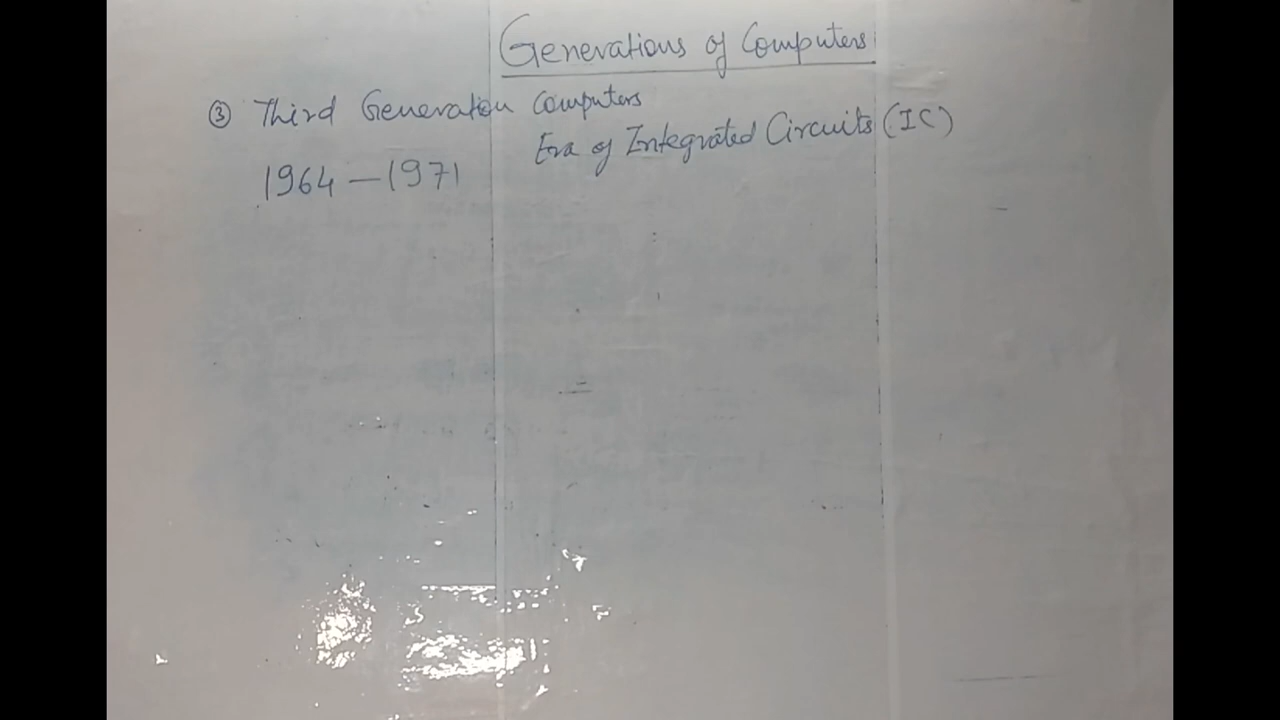 Generations of Computers
③ Third Generation Computers
Era of Integrated Circuits (IC)
1964 — 1971